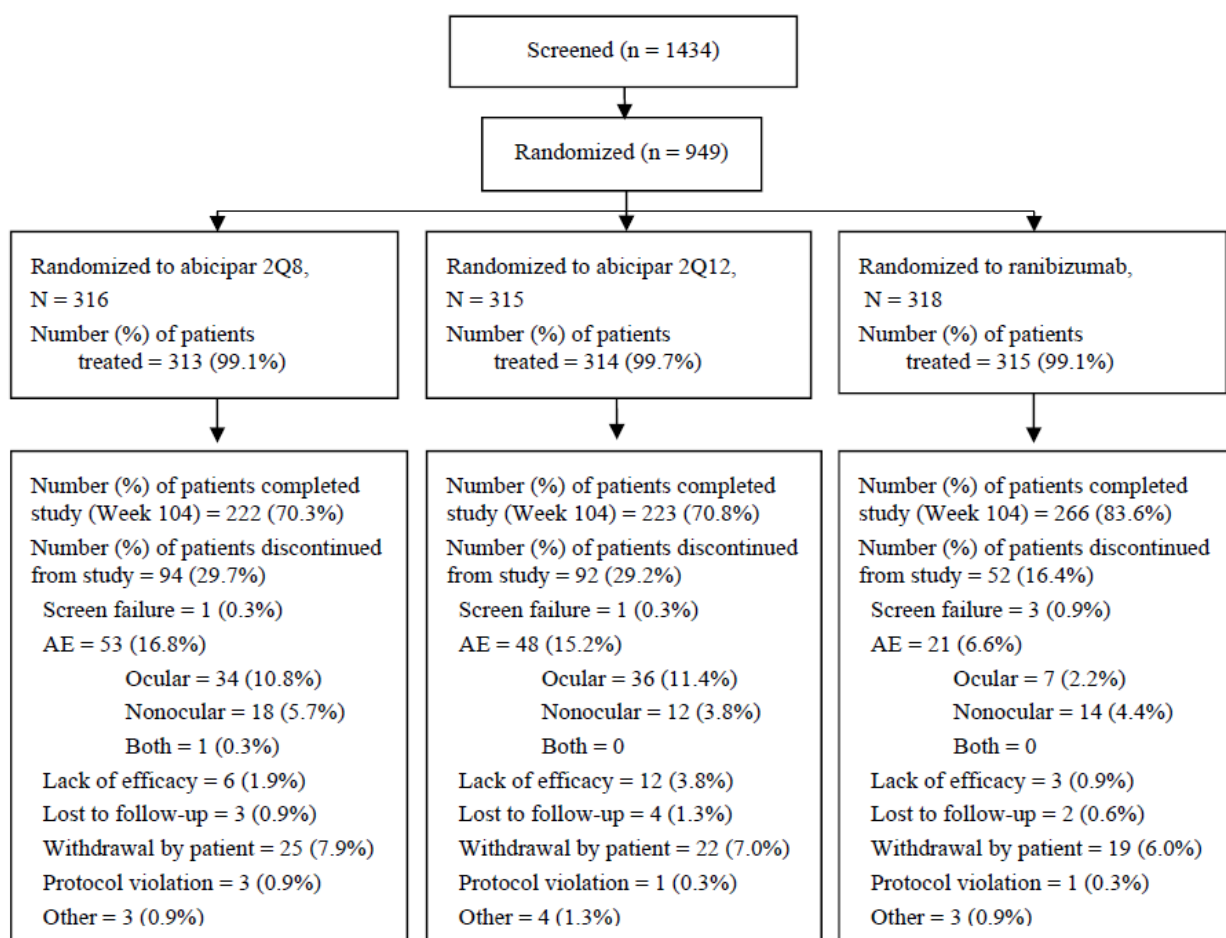 Screened (n = 1434)
Randomized (n = 949)
Randomized to abicipar 2Q8,
N = 316
Number (%) of patients
treated = 313 (99.1%)
Randomized to abicipar 2Q12,
N = 315
Number (%) of patients
treated = 314 (99.7%)
Randomized to ranibizumab,
N = 318
Number (%) of patients
treated = 315 (99.1%)
Number (%) of patients completed
study (Week 104) = 222 (70.3%)
Number (%) of patients discontinued
from study = 94 (29.7%)
Screen failure = 1 (0.3%)
AE = 53 (16.8%)
Ocular = 34 (10.8%)
Nonocular = 18 (5.7%)
Both = 1 (0.3%)
Lack of efficacy = 6 (1.9%)
Lost to follow-up = 3 (0.9%)
Withdrawal by patient = 25 (7.9%)
Protocol violation = 3 (0.9%)
Other = 3 (0.9%)
Number (%) of patients completed
study (Week 104) = 223 (70.8%)
Number (%) of patients discontinued
from study = 92 (29.2%)
Screen failure = 1 (0.3%)
AE = 48 (15.2%)
Ocular = 36 (11.4%)
Nonocular = 12 (3.8%)
Both = 0
Lack of efficacy = 12 (3.8%)
Lost to follow-up = 4 (1.3%)
Withdrawal by patient = 22 (7.0%)
Protocol violation = 1 (0.3%)
Other = 4 (1.3%)
Number (%) of patients completed
study (Week 104) = 266 (83.6%)
Number (%) of patients discontinued
from study = 52 (16.4%)
Screen failure = 3 (0.9%)
AE = 21 (6.6%)
Ocular = 7 (2.2%)
Nonocular = 14 (4.4%)
Both = 0
Lack of efficacy = 3 (0.9%)
Lost to follow-up = 2 (0.6%)
Withdrawal by patient = 19 (6.0%)
Protocol violation = 1 (0.3%)
Other = 3 (0.9%)